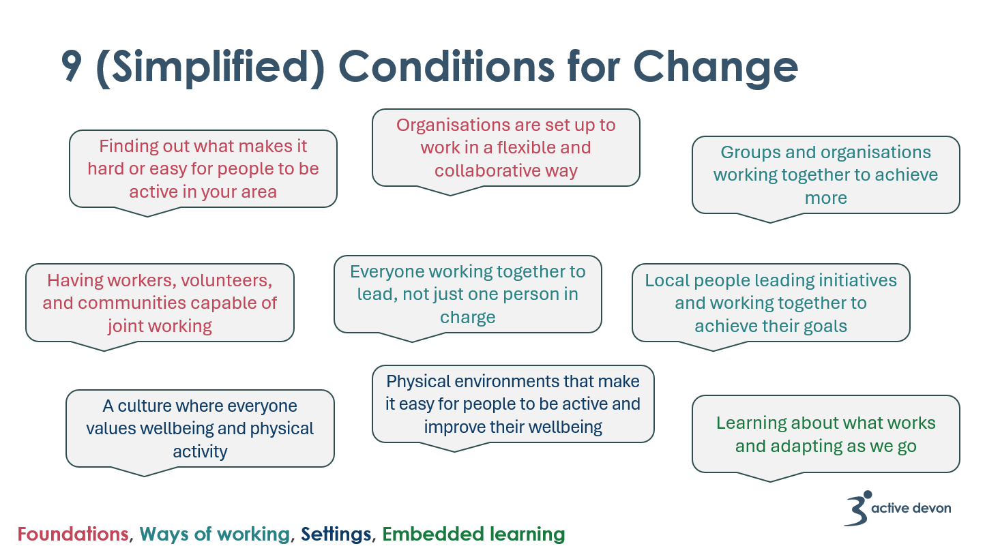 9 (Simplified) Conditions for Change
Finding out what makes it
hard or easy for people to be
active in your area
Organisations are set up to
work in a flexible and
collaborative way
Groups and organisations
working together to achieve
more
Having workers, volunteers,
and communities capable of
joint working
Everyone working together to
lead, not just one person in
charge
Local people leading initiatives
and working together to
achieve their goals
A culture where everyone
values wellbeing and physical
activity
Physical environments that make
it easy for people to be active and
improve their wellbeing
Learning about what works
and adapting as we go
active devon
Foundations, Ways of working, Settings, Embedded learning